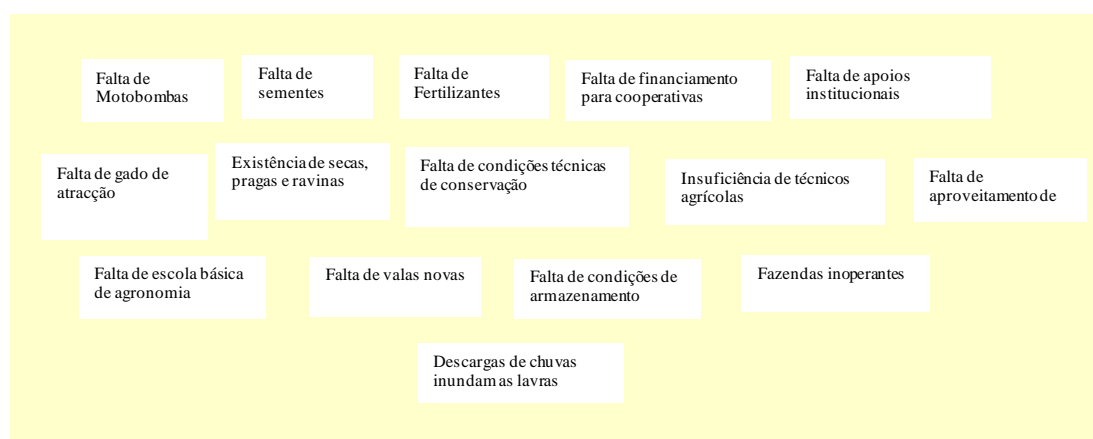 Falta de
Motobombas
Falta de
sementes
Falta de
Fertilizantes
Falta de financiamento
para cooperativas
Falta de apoios
institucionais
Falta de gado de
atracção
Existência de secas,
pragas e ravinas
Falta de condições técnicas
de conservação
Insuficiência de técnicos
agrícolas
Falta de
aproveitamento de
Falta de escola básica
de agronomia
Falta de valas novas
Falta de condições de
armazenamento
Fazendas inoperantes
Descargas de chuvas
inundam as lavras